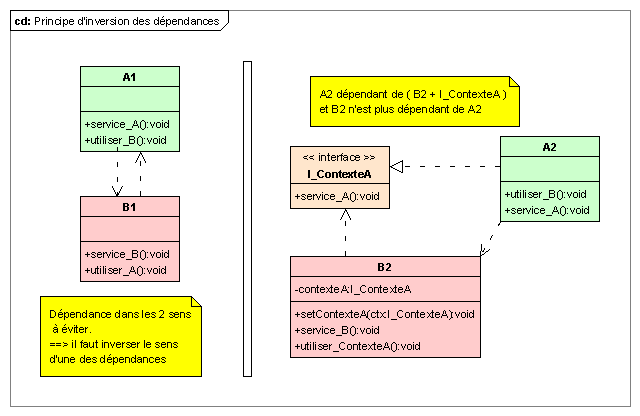 cd: Principe d'inversion des dépendances
A1
+service_A():void
+utiliser_B():void
B1
+service_B():void
+utiliser_A():void
Dépendance dans les 2 sens
à éviter.
==> il faut inverser le sens
d'une des dépendances
A2 dépendant de ( B2 + I_ContexteA )
et B2 n'est plus dépendant de A2
<< interface >>
I_ContexteA
+service_A():void
A2
+utiliser_B():void
+service_A():void
B2
-contexteA:I_ContexteA
+setContexteA(ctx:I_ContexteA):void
+service_B():void
+utiliser_ContexteA():void